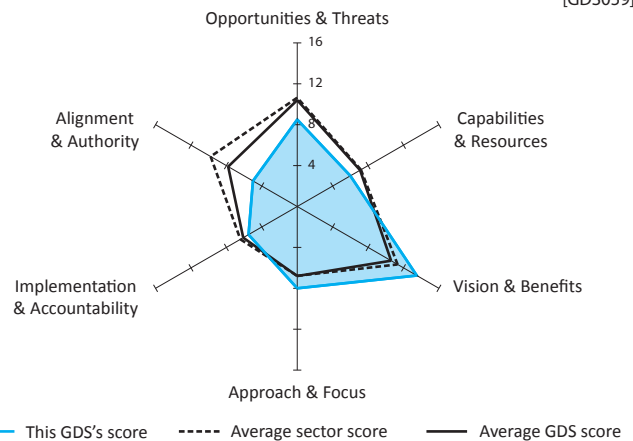 [GDS059]
Opportunities & Threats
16
12
8
4
Alignment
& Authority
Capabilities
& Resources
Implementation
& Accountability
Vision & Benefits
Approach & Focus
This GDS's score
Average sector score
Average GDS score